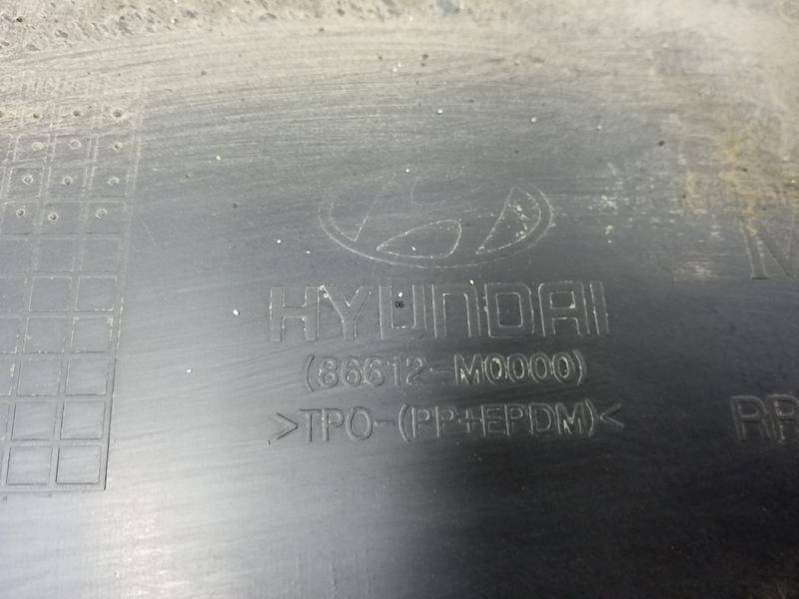 HYUNDAI
(86612-M0000)
>TPO-(PP+EPDM)<